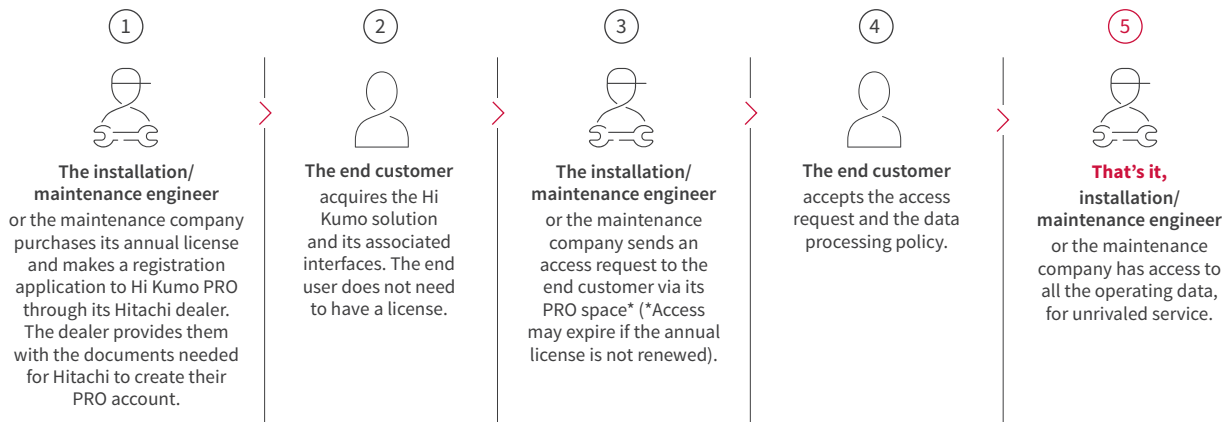 1
The installation/
maintenance engineer
or the maintenance company
purchases its annual license
and makes a registration
application to Hi Kumo PRO
through its Hitachi dealer.
The dealer provides them
with the documents needed
for Hitachi to create their
PRO account.
2
The end customer
acquires the Hi
Kumo solution
and its associated
interfaces. The end
user does not need
to have a license.
3
The installation/
maintenance engineer
or the maintenance
company sends an
access request to the
end customer via its
PRO space* (*Access
may expire if the annual
license is not renewed).
4
The end customer
accepts the access
request and the data
processing policy.
5
That's it,
installation/
maintenance engineer
or the maintenance
company has access to
all the operating data,
for unrivaled service.